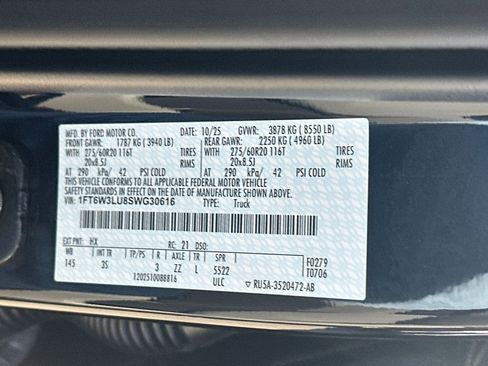 MFD. BY FORD MOTOR CO. 10/25 GVWR: 3878 KG ( 8550 LB)
FRONT GAWR: 1787 KG ( 3940 LB) REAR GAWR: 2250 KG ( 4960 LB)
WITH TIRES WITH TIRES
275/60R20 116T 275/60R20 116T
20x8.5J RIMS 20x8.5J RIMS
AT 290 kPa/ 42 PSI COLD AT 290 kPa/ 42 PSI COLD
THIS VEHICLE CONFORMS TO ALL APPLICABLE FEDERAL MOTOR VEHICLE
SAFETY STANDARDS IN EFFECT ON THE DATE OF MANUFACTURE SHOWN ABOVE.
VIN: 1FT6W3LU8SWG30616 TYPE: Truck
EXT PNT: HX RC: 21 DSO:
WB INT TR TP/PS R AXLE TR SPR F0279
145 3S 3 ZZ L 5522 T0706
1202510088816 ULC RU5A-3520472-AB